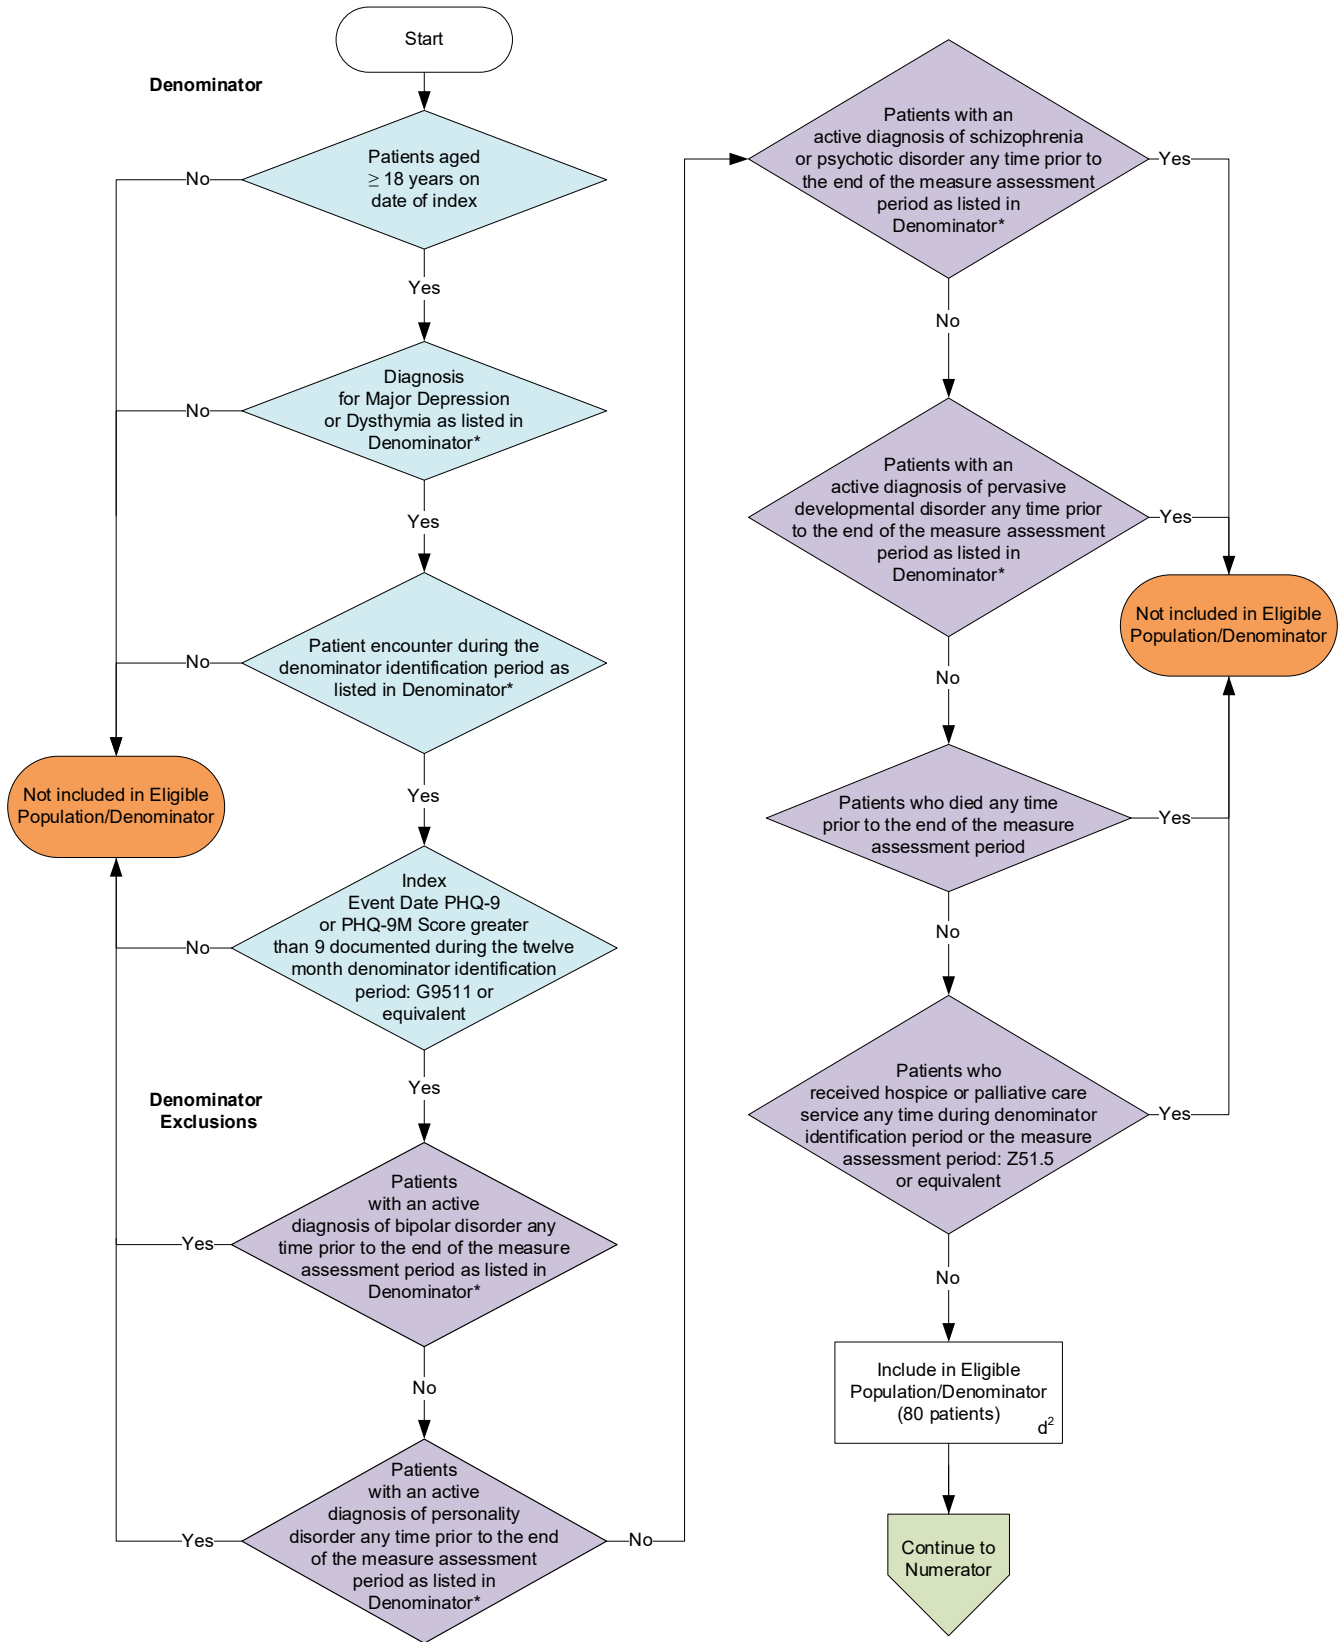 Start
Denominator
Patients aged
≥ 18 years on
date of index
No
Yes
Diagnosis
for Major Depression
or Dysthymia as listed in
Denominator*
No
Yes
Patient encounter during the
denominator identification period as
listed in Denominator*
No
Yes
Not included in Eligible
Population/Denominator
Index
Event Date PHQ-9
or PHQ-9M Score greater
than 9 documented during the twelve
month denominator identification
period: G9511 or
equivalent
No
Yes
Denominator
Exclusions
Patients
with an active
diagnosis of bipolar disorder any
time prior to the end of the measure
assessment period as listed in
Denominator*
Yes
No
Patients
with an active
diagnosis of personality
disorder any time prior to the end
of the measure assessment
period as listed in
Denominator*
Yes
No
Patients with an
active diagnosis of schizophrenia
or psychotic disorder any time prior to
the end of the measure assessment
period as listed in
Denominator*
Yes
No
Patients with an
active diagnosis of pervasive
developmental disorder any time prior
to the end of the measure assessment
period as listed in
Denominator*
Yes
No
Not included in Eligible
Population/Denominator
Patients who died any time
prior to the end of the measure
assessment period
Yes
No
Patients who
received hospice or palliative care
service any time during denominator
identification period or the measure
assessment period: Z51.5
or equivalent
Yes
No
Include in Eligible
Population/Denominator
(80 patients)
d²
Continue to
Numerator